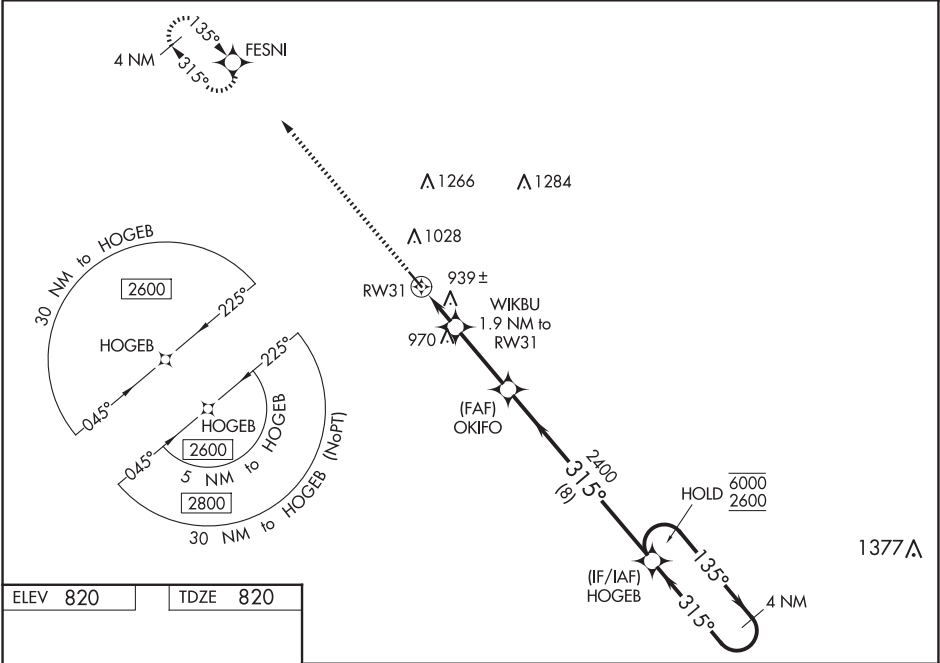 135°
FESNI
4 NM
315°
1266
1284
1028
30 NM to HOGEB
2600
225°
HOGEB
045°
RW31
939±
WIKBU
1.9 NM to
RW31
970
225°
HOGEB
045°
2600
5 NM to HOGEB
2800
30 NM to HOGEB (NoPT)
(FAF)
OKIFO
2400
315°
(8)
HOLD
6000
2600
1377
135°
(IF/IAF)
HOGEB
4 NM
315°
ELEV 820
TDZE 820